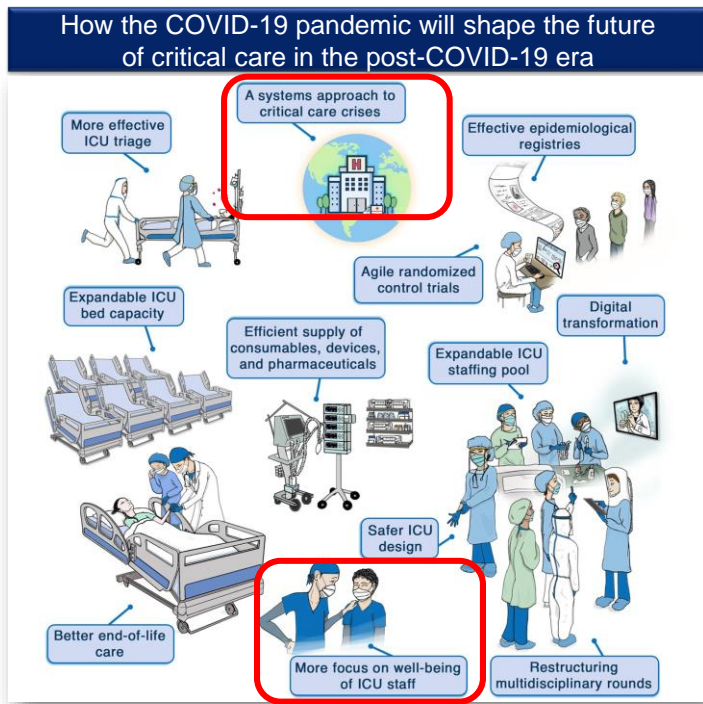 How the COVID-19 pandemic will shape the future
of critical care in the post-COVID-19 era
A systems approach to
critical care crises
More effective
ICU triage
Effective epidemiological
registries
H
Agile randomized
control trials
Expandable ICU
bed capacity
Digital
transformation
Efficient supply of
consumables, devices,
and pharmaceuticals
Expandable ICU
staffing pool
Safer ICU
design
Better end-of-life
care
More focus on well-being
of ICU staff
Restructuring
multidisciplinary rounds